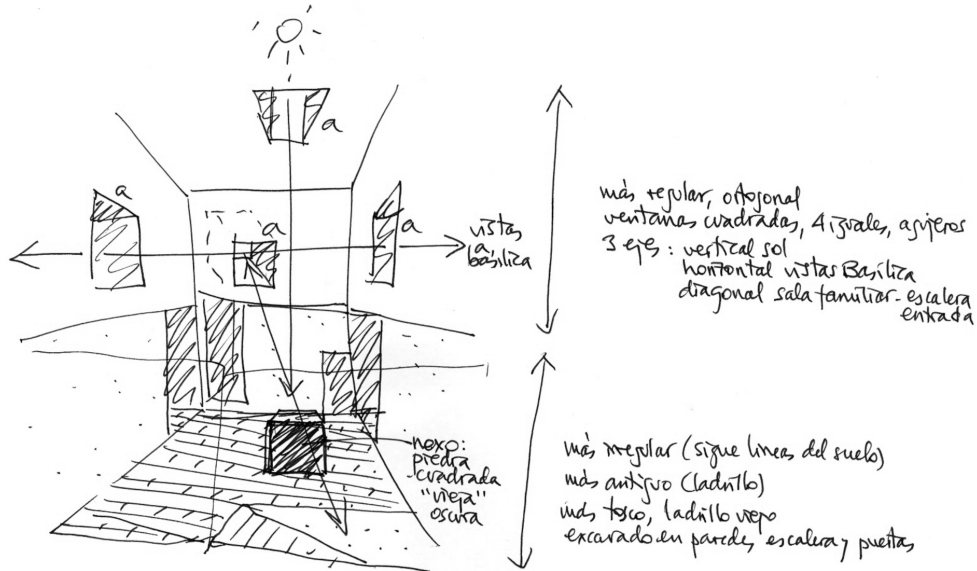 a
a
a
a
vistas
a
basílica
más regular, ortogonal
ventanas cuadradas, 4 iguales, agujeros
3 ejes: vertical sol
horizontal vistas Basílica
diagonal sala familiar-escalera
entrada
nexo:
piedra
cuadrada
"vieja"
oscura
más irregular (sigue líneas del suelo)
más antiguo (ladrillo)
más tosco, ladrillo viejo
excavado en paredes escalera y puertas